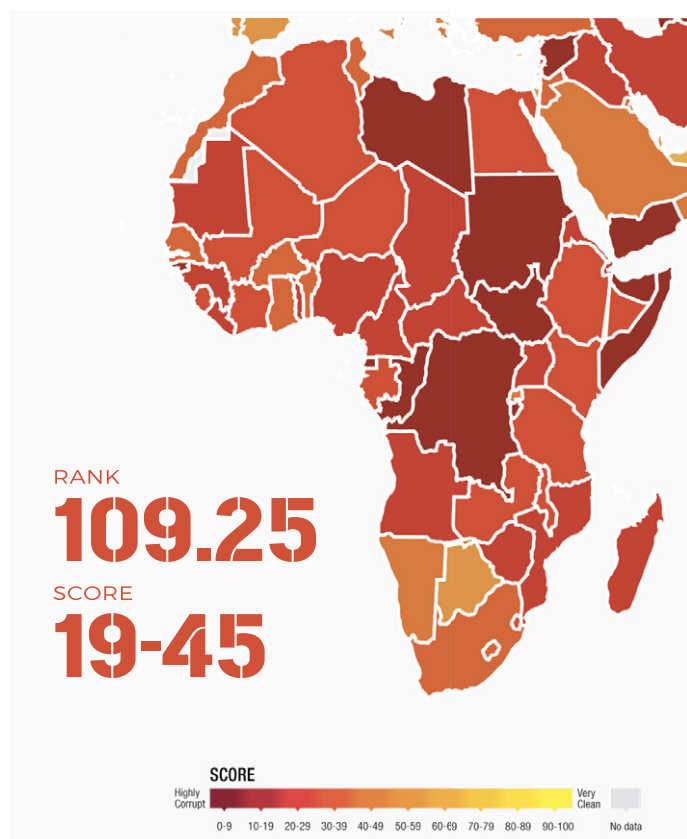 RANK
109.25
SCORE
19-45
SCORE
Highly Corrupt
Very Clean
0-9 10-19 20-29 30-39 40-49 50-59 60-69 70-79 80-89 90-100 No data